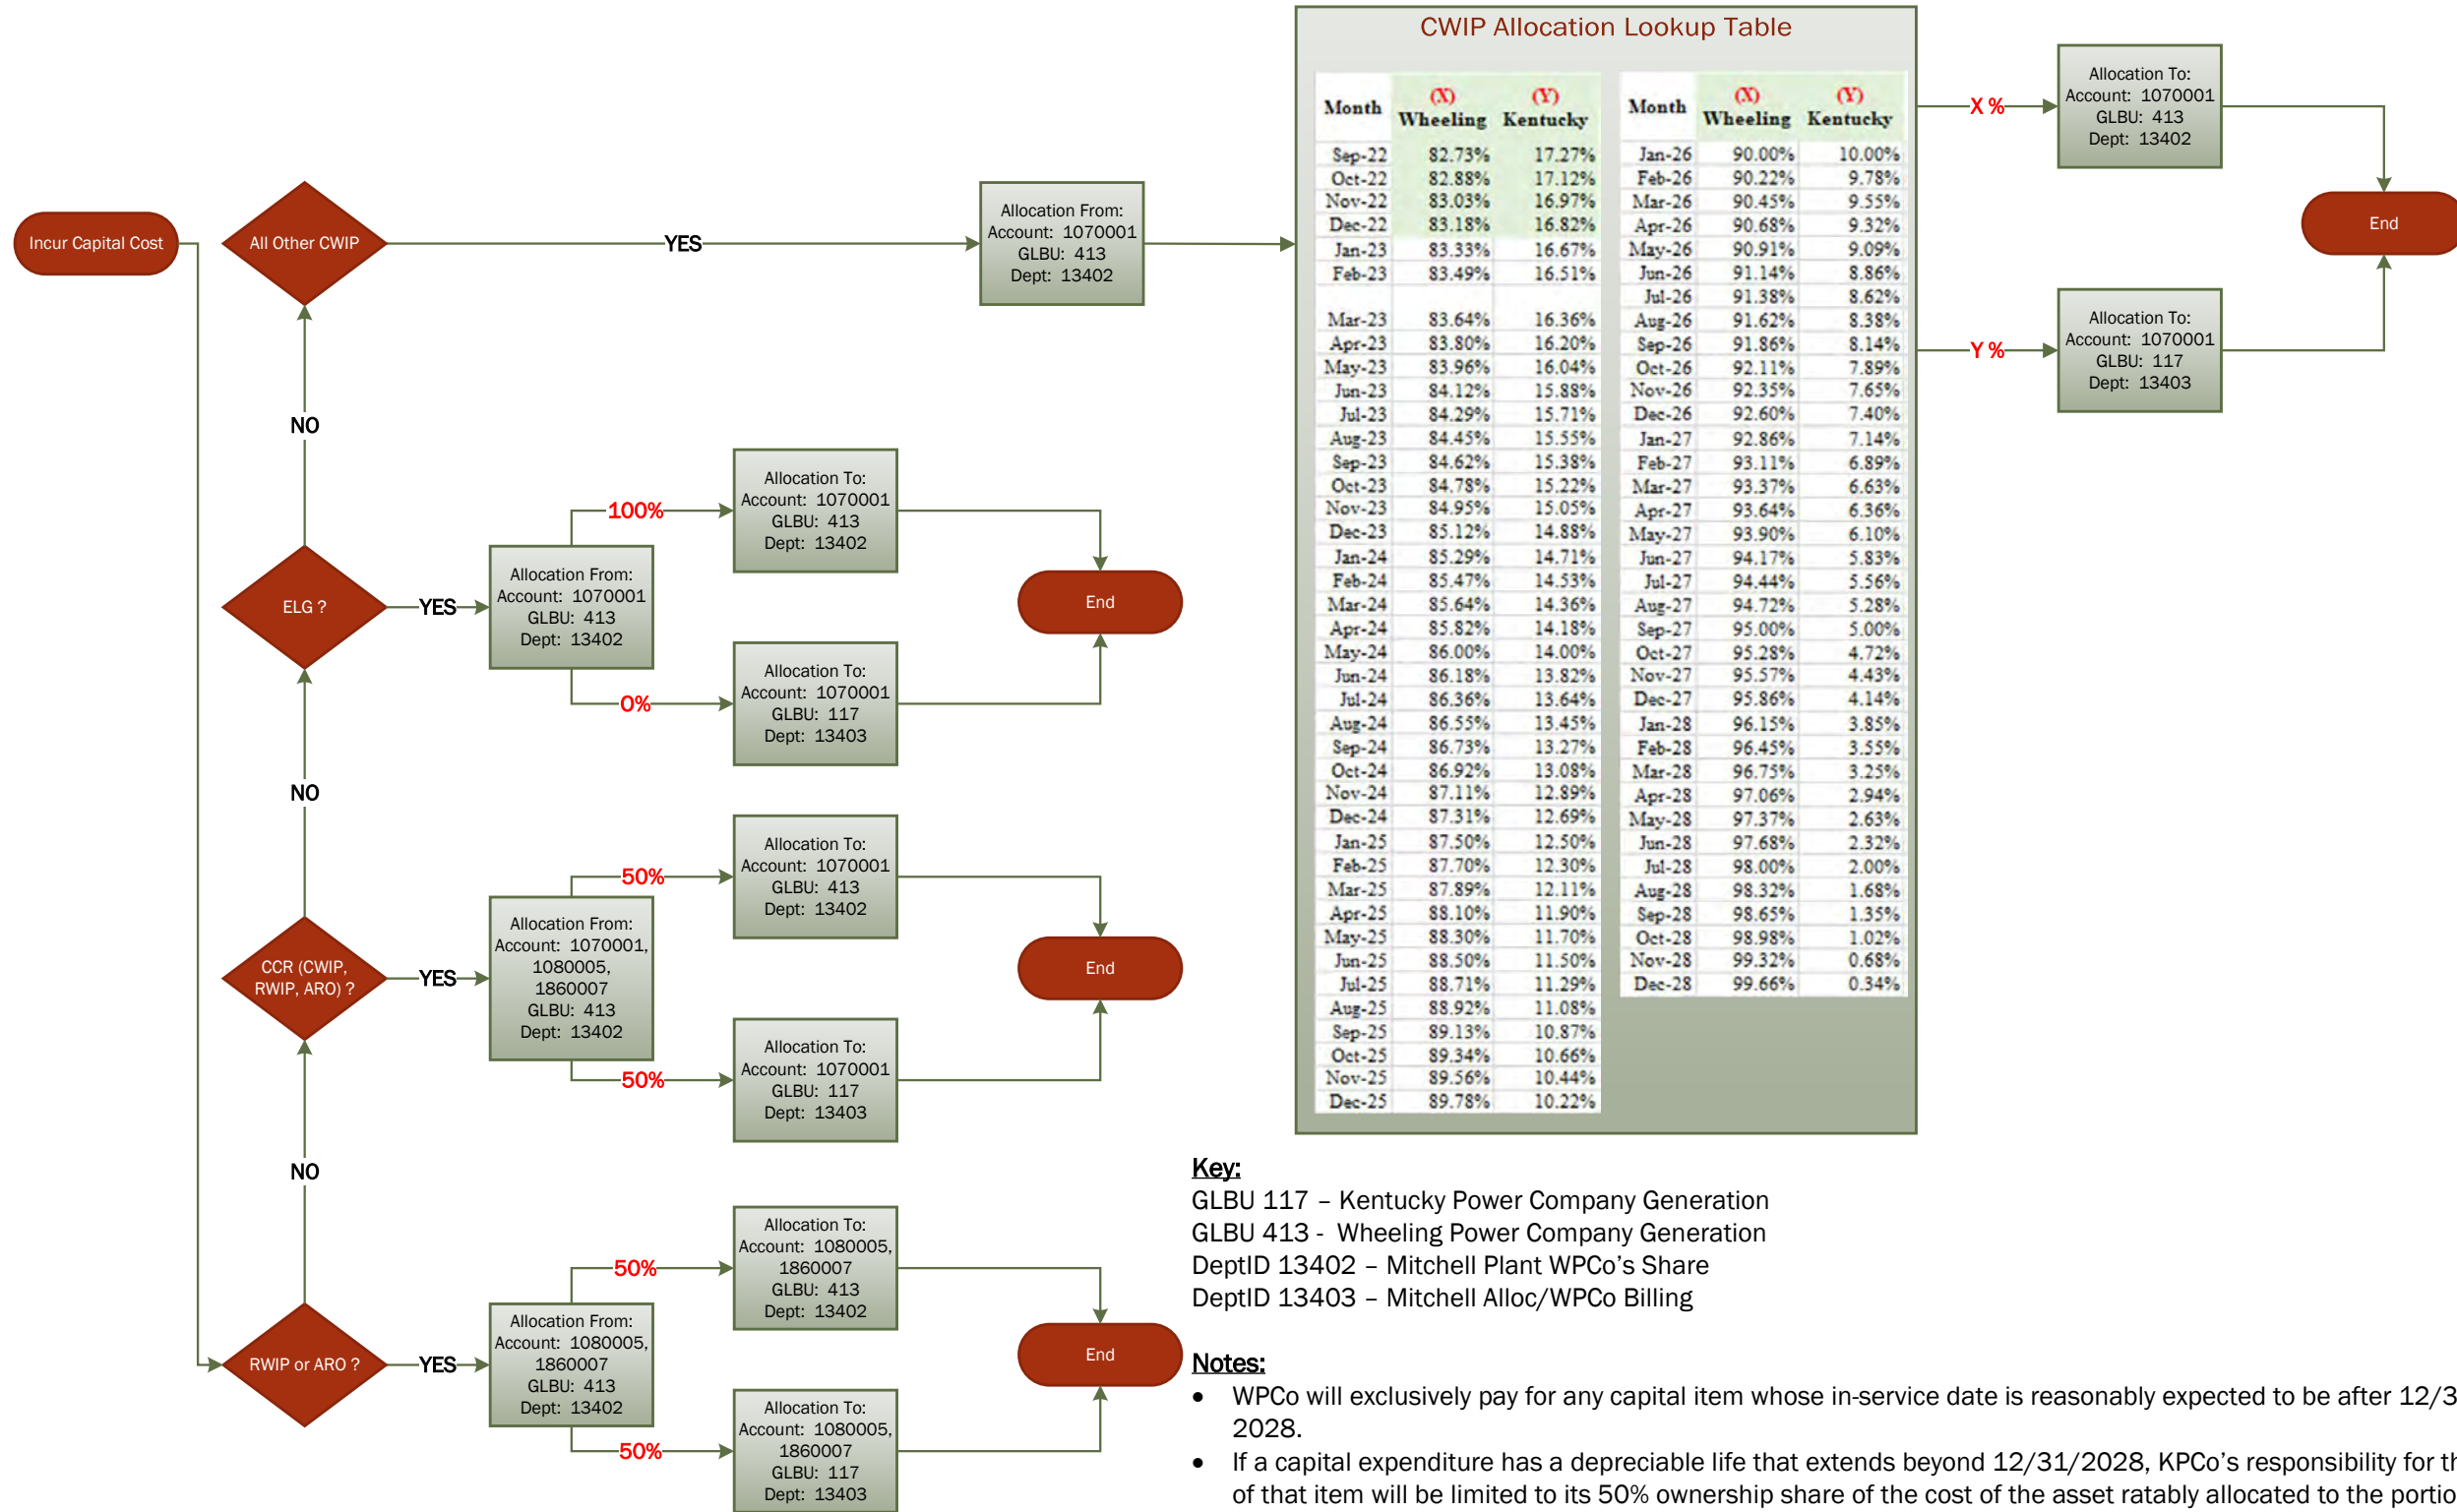 Incur Capital Cost
All Other CWIP
YES
Allocation From:
Account: 1070001
GLBU: 413
Dept: 13402
NO
ELG ?
YES
Allocation From:
Account: 1070001
GLBU: 413
Dept: 13402
100%
Allocation To:
Account: 1070001
GLBU: 413
Dept: 13402
0%
Allocation To:
Account: 1070001
GLBU: 117
Dept: 13403
End
NO
CCR (CWIP,
RWIP, ARO) ?
YES
Allocation From:
Account: 1070001,
1080005,
1860007
GLBU: 413
Dept: 13402
50%
Allocation To:
Account: 1070001
GLBU: 413
Dept: 13402
50%
Allocation To:
Account: 1070001
GLBU: 117
Dept: 13403
End
NO
RWIP or ARO ?
YES
Allocation From:
Account: 1080005,
1860007
GLBU: 413
Dept: 13402
50%
Allocation To:
Account: 1080005,
1860007
GLBU: 413
Dept: 13402
50%
Allocation To:
Account: 1080005,
1860007
GLBU: 117
Dept: 13403
End
CWIP Allocation Lookup Table
Month (X) Wheeling (Y) Kentucky
Sep-22 82.73% 17.27%
Oct-22 82.88% 17.12%
Nov-22 83.03% 16.97%
Dec-22 83.18% 16.82%
Jan-23 83.33% 16.67%
Feb-23 83.49% 16.51%
Mar-23 83.64% 16.36%
Apr-23 83.80% 16.20%
May-23 83.96% 16.04%
Jun-23 84.12% 15.88%
Jul-23 84.29% 15.71%
Aug-23 84.45% 15.55%
Sep-23 84.62% 15.38%
Oct-23 84.78% 15.22%
Nov-23 84.95% 15.05%
Dec-23 85.12% 14.88%
Jan-24 85.29% 14.71%
Feb-24 85.47% 14.53%
Mar-24 85.64% 14.36%
Apr-24 85.82% 14.18%
May-24 86.00% 14.00%
Jun-24 86.18% 13.82%
Jul-24 86.36% 13.64%
Aug-24 86.55% 13.45%
Sep-24 86.73% 13.27%
Oct-24 86.92% 13.08%
Nov-24 87.11% 12.89%
Dec-24 87.31% 12.69%
Jan-25 87.50% 12.50%
Feb-25 87.70% 12.30%
Mar-25 87.89% 12.11%
Apr-25 88.10% 11.90%
May-25 88.30% 11.70%
Jun-25 88.50% 11.50%
Jul-25 88.71% 11.29%
Aug-25 88.92% 11.08%
Sep-25 89.13% 10.87%
Oct-25 89.34% 10.66%
Nov-25 89.56% 10.44%
Dec-25 89.78% 10.22%
Month (X) Wheeling (Y) Kentucky
Jan-26 90.00% 10.00%
Feb-26 90.22% 9.78%
Mar-26 90.45% 9.55%
Apr-26 90.68% 9.32%
May-26 90.91% 9.09%
Jun-26 91.14% 8.86%
Jul-26 91.38% 8.62%
Aug-26 91.62% 8.38%
Sep-26 91.86% 8.14%
Oct-26 92.11% 7.89%
Nov-26 92.35% 7.65%
Dec-26 92.60% 7.40%
Jan-27 92.86% 7.14%
Feb-27 93.11% 6.89%
Mar-27 93.37% 6.63%
Apr-27 93.64% 6.36%
May-27 93.90% 6.10%
Jun-27 94.17% 5.83%
Jul-27 94.44% 5.56%
Aug-27 94.72% 5.28%
Sep-27 95.00% 5.00%
Oct-27 95.28% 4.72%
Nov-27 95.57% 4.43%
Dec-27 95.86% 4.14%
Jan-28 96.15% 3.85%
Feb-28 96.45% 3.55%
Mar-28 96.75% 3.25%
Apr-28 97.06% 2.94%
May-28 97.37% 2.63%
Jun-28 97.68% 2.32%
Jul-28 98.00% 2.00%
Aug-28 98.32% 1.68%
Sep-28 98.65% 1.35%
Oct-28 98.98% 1.02%
Nov-28 99.32% 0.68%
Dec-28 99.66% 0.34%
X %
Allocation To:
Account: 1070001
GLBU: 413
Dept: 13402
Y %
Allocation To:
Account: 1070001
GLBU: 117
Dept: 13403
End
Key:
GLBU 117 – Kentucky Power Company Generation
GLBU 413 - Wheeling Power Company Generation
DeptID 13402 – Mitchell Plant WPCo's Share
DeptID 13403 – Mitchell Alloc/WPCo Billing
Notes:
• WPCo will exclusively pay for any capital item whose in-service date is reasonably expected to be after 12/3
2028.
• If a capital expenditure has a depreciable life that extends beyond 12/31/2028, KPCo's responsibility for th
of that item will be limited to its 50% ownership share of the cost of the asset ratably allocated to the portio